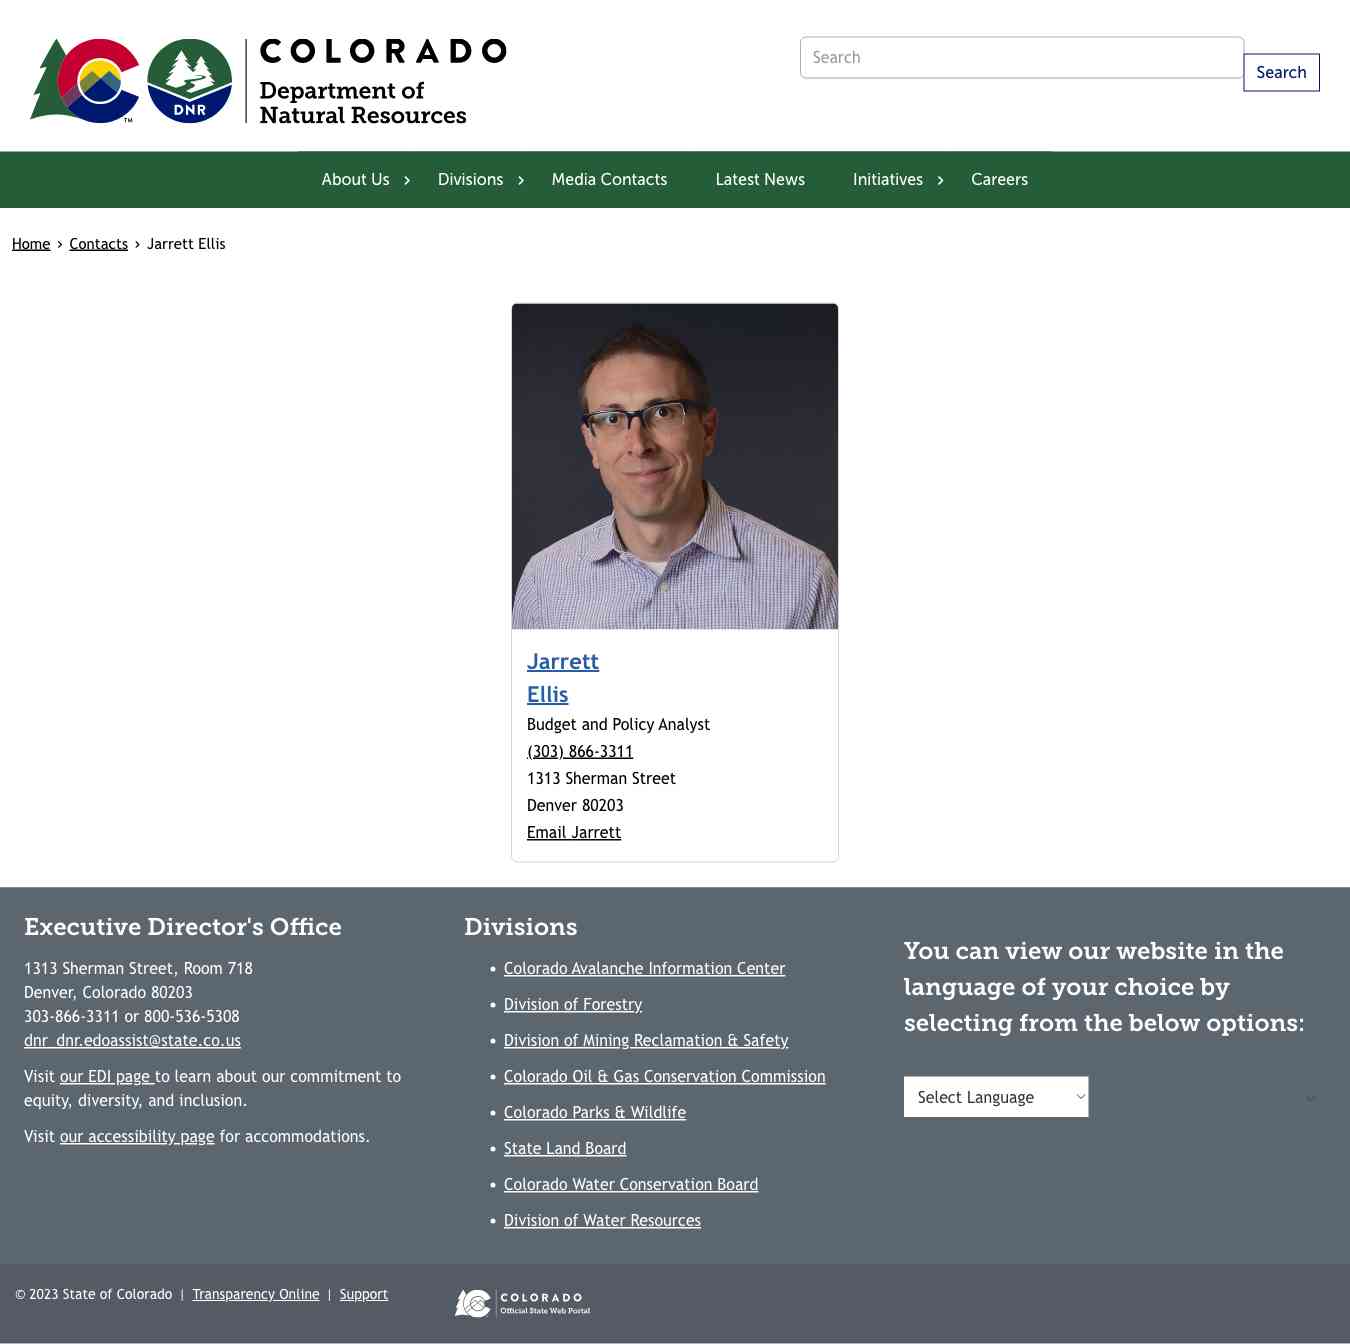 COLORADO
Department of
Natural Resources
TM
DNR
Search
Search
About Us
Divisions
Media Contacts
Latest News
Initiatives
Careers
Home › Contacts › Jarrett Ellis
Jarrett
Ellis
Budget and Policy Analyst
(303) 866-3311
1313 Sherman Street
Denver 80203
Email Jarrett
Executive Director's Office
1313 Sherman Street, Room 718
Denver, Colorado 80203
303-866-3311 or 800-536-5308
dnr_dnr.edoassist@state.co.us
Visit our EDI page to learn about our commitment to
equity, diversity, and inclusion.
Visit our accessibility page for accommodations.
Divisions
• Colorado Avalanche Information Center
• Division of Forestry
• Division of Mining Reclamation & Safety
• Colorado Oil & Gas Conservation Commission
• Colorado Parks & Wildlife
• State Land Board
• Colorado Water Conservation Board
• Division of Water Resources
You can view our website in the
language of your choice by
selecting from the below options:
Select Language
© 2023 State of Colorado | Transparency Online | Support
COLORADO
Official State Web Portal